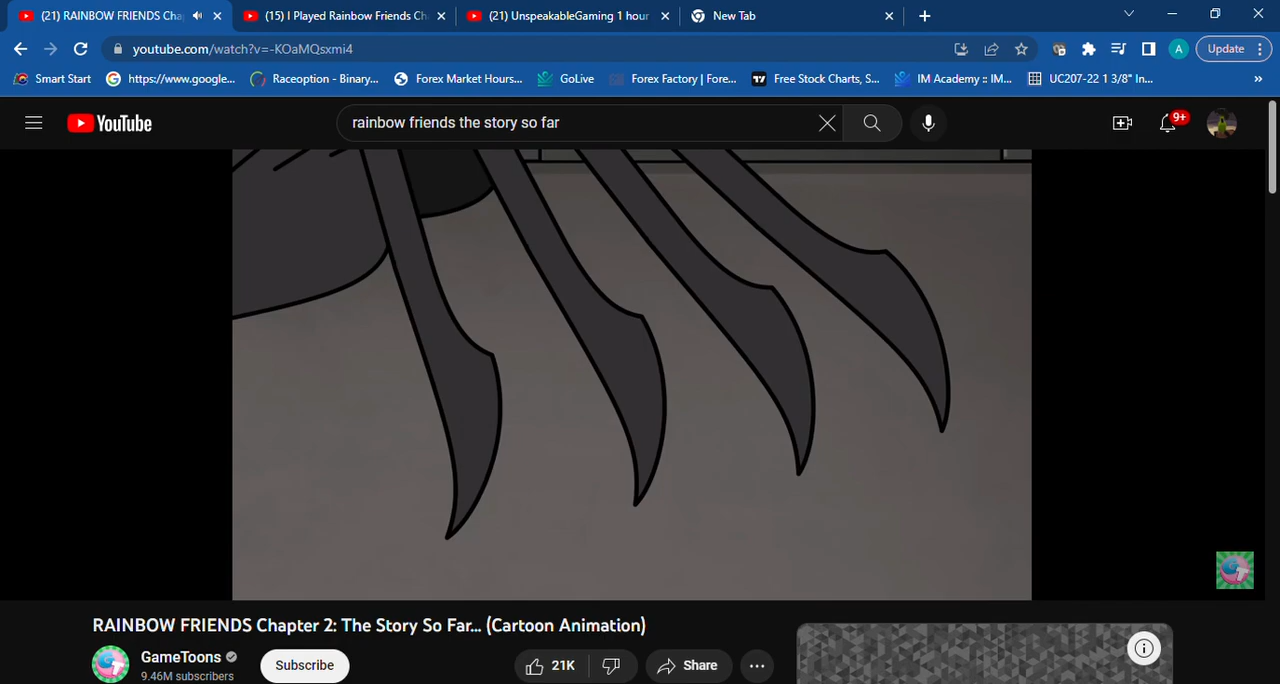 (21) RAINBOW FRIENDS Cha
(15) I Played Rainbow Friends Ch
(21) UnspeakableGaming 1 hour
New Tab
youtube.com/watch?v=-KOaMQsxmi4
A
Update
Smart Start
https://www.google...
Raceoption - Binary...
Forex Market Hours...
GoLive
Forex Factory | Fore...
Free Stock Charts, S...
IM Academy :: IM...
UC207-22 1 3/8" In...
»
YouTube
rainbow friends the story so far
9+
GT
RAINBOW FRIENDS Chapter 2: The Story So Far... (Cartoon Animation)
GameToons
9.46M subscribers
Subscribe
21K
Share